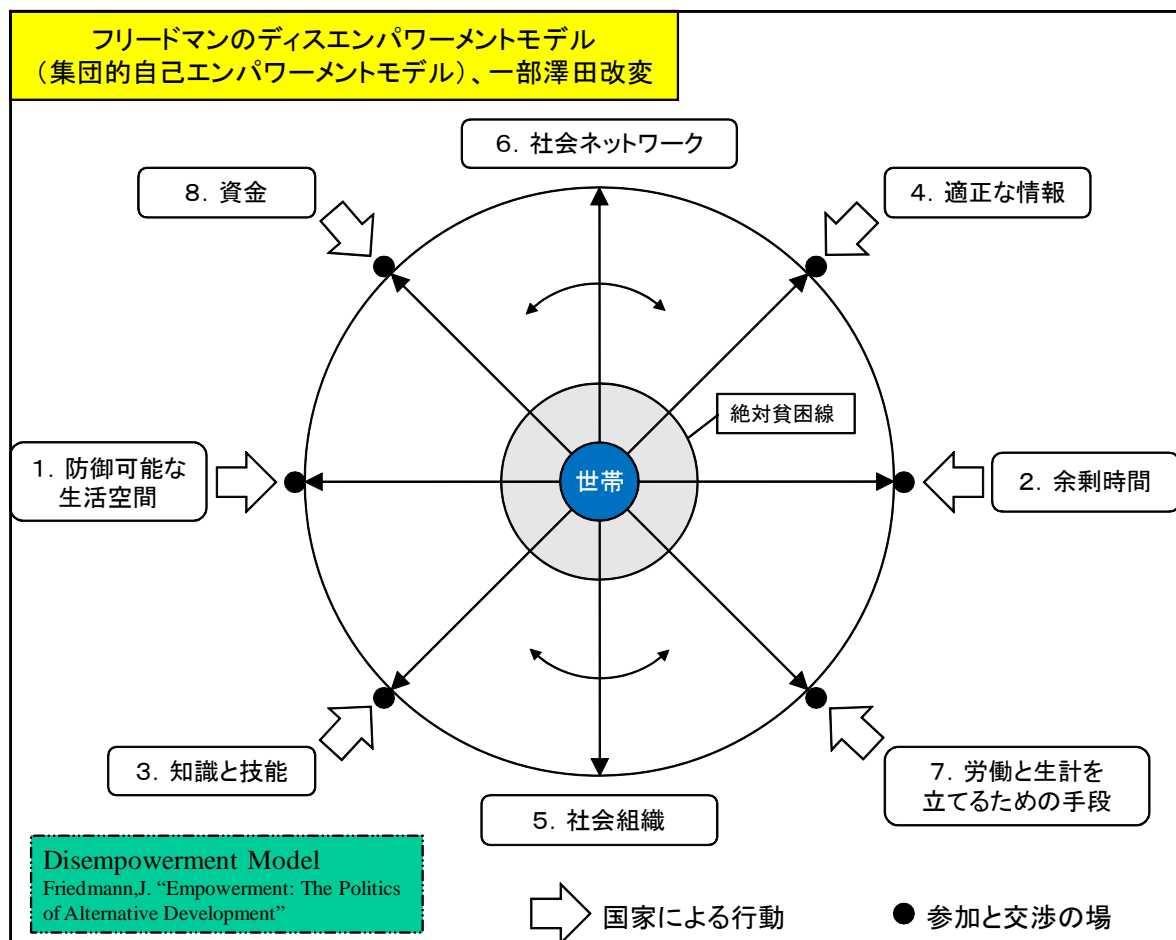 フリードマンのディスエンパワーメントモデル
（集団的自己エンパワーメントモデル）、一部澤田改変
6．社会ネットワーク
8．資金
4．適正な情報
絶対貧困線
1．防御可能な
生活空間
世帯
2．余剰時間
3．知識と技能
7．労働と生計を
立てるための手段
5．社会組織
Disempowerment Model
Friedmann,J. “Empowerment: The Politics
of Alternative Development”
国家による行動
参加と交渉の場